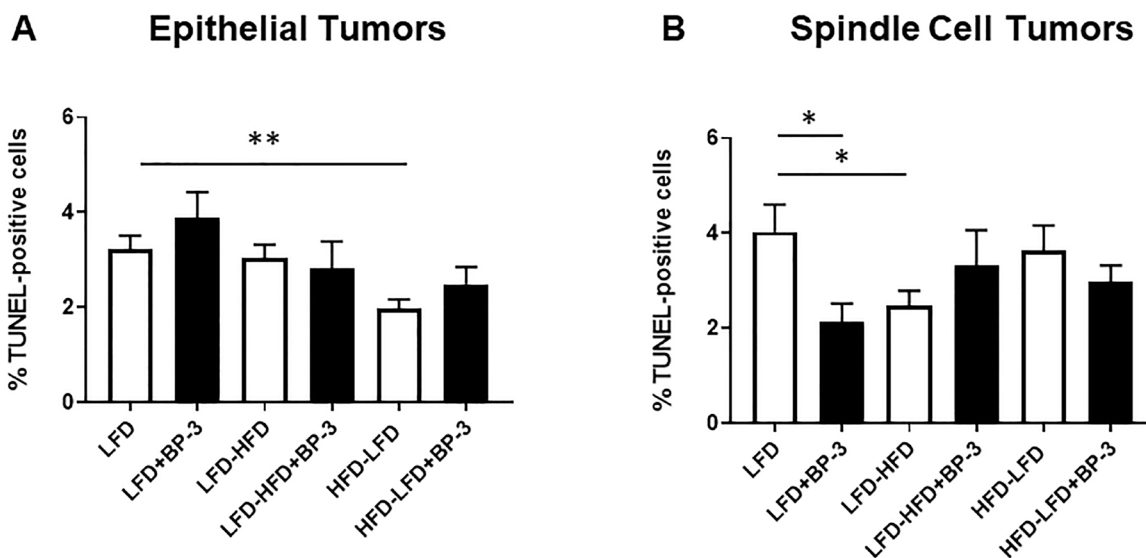 A
Epithelial Tumors
% TUNEL-positive cells
6
4
2
0
**
LFD
LFD+BP-3
LFD-HFD
LFD-HFD+BP-3
HFD-LFD
HFD-LFD+BP-3
B
Spindle Cell Tumors
% TUNEL-positive cells
6
4
2
0
*
*
LFD
LFD+BP-3
LFD-HFD
LFD-HFD+BP-3
HFD-LFD
HFD-LFD+BP-3